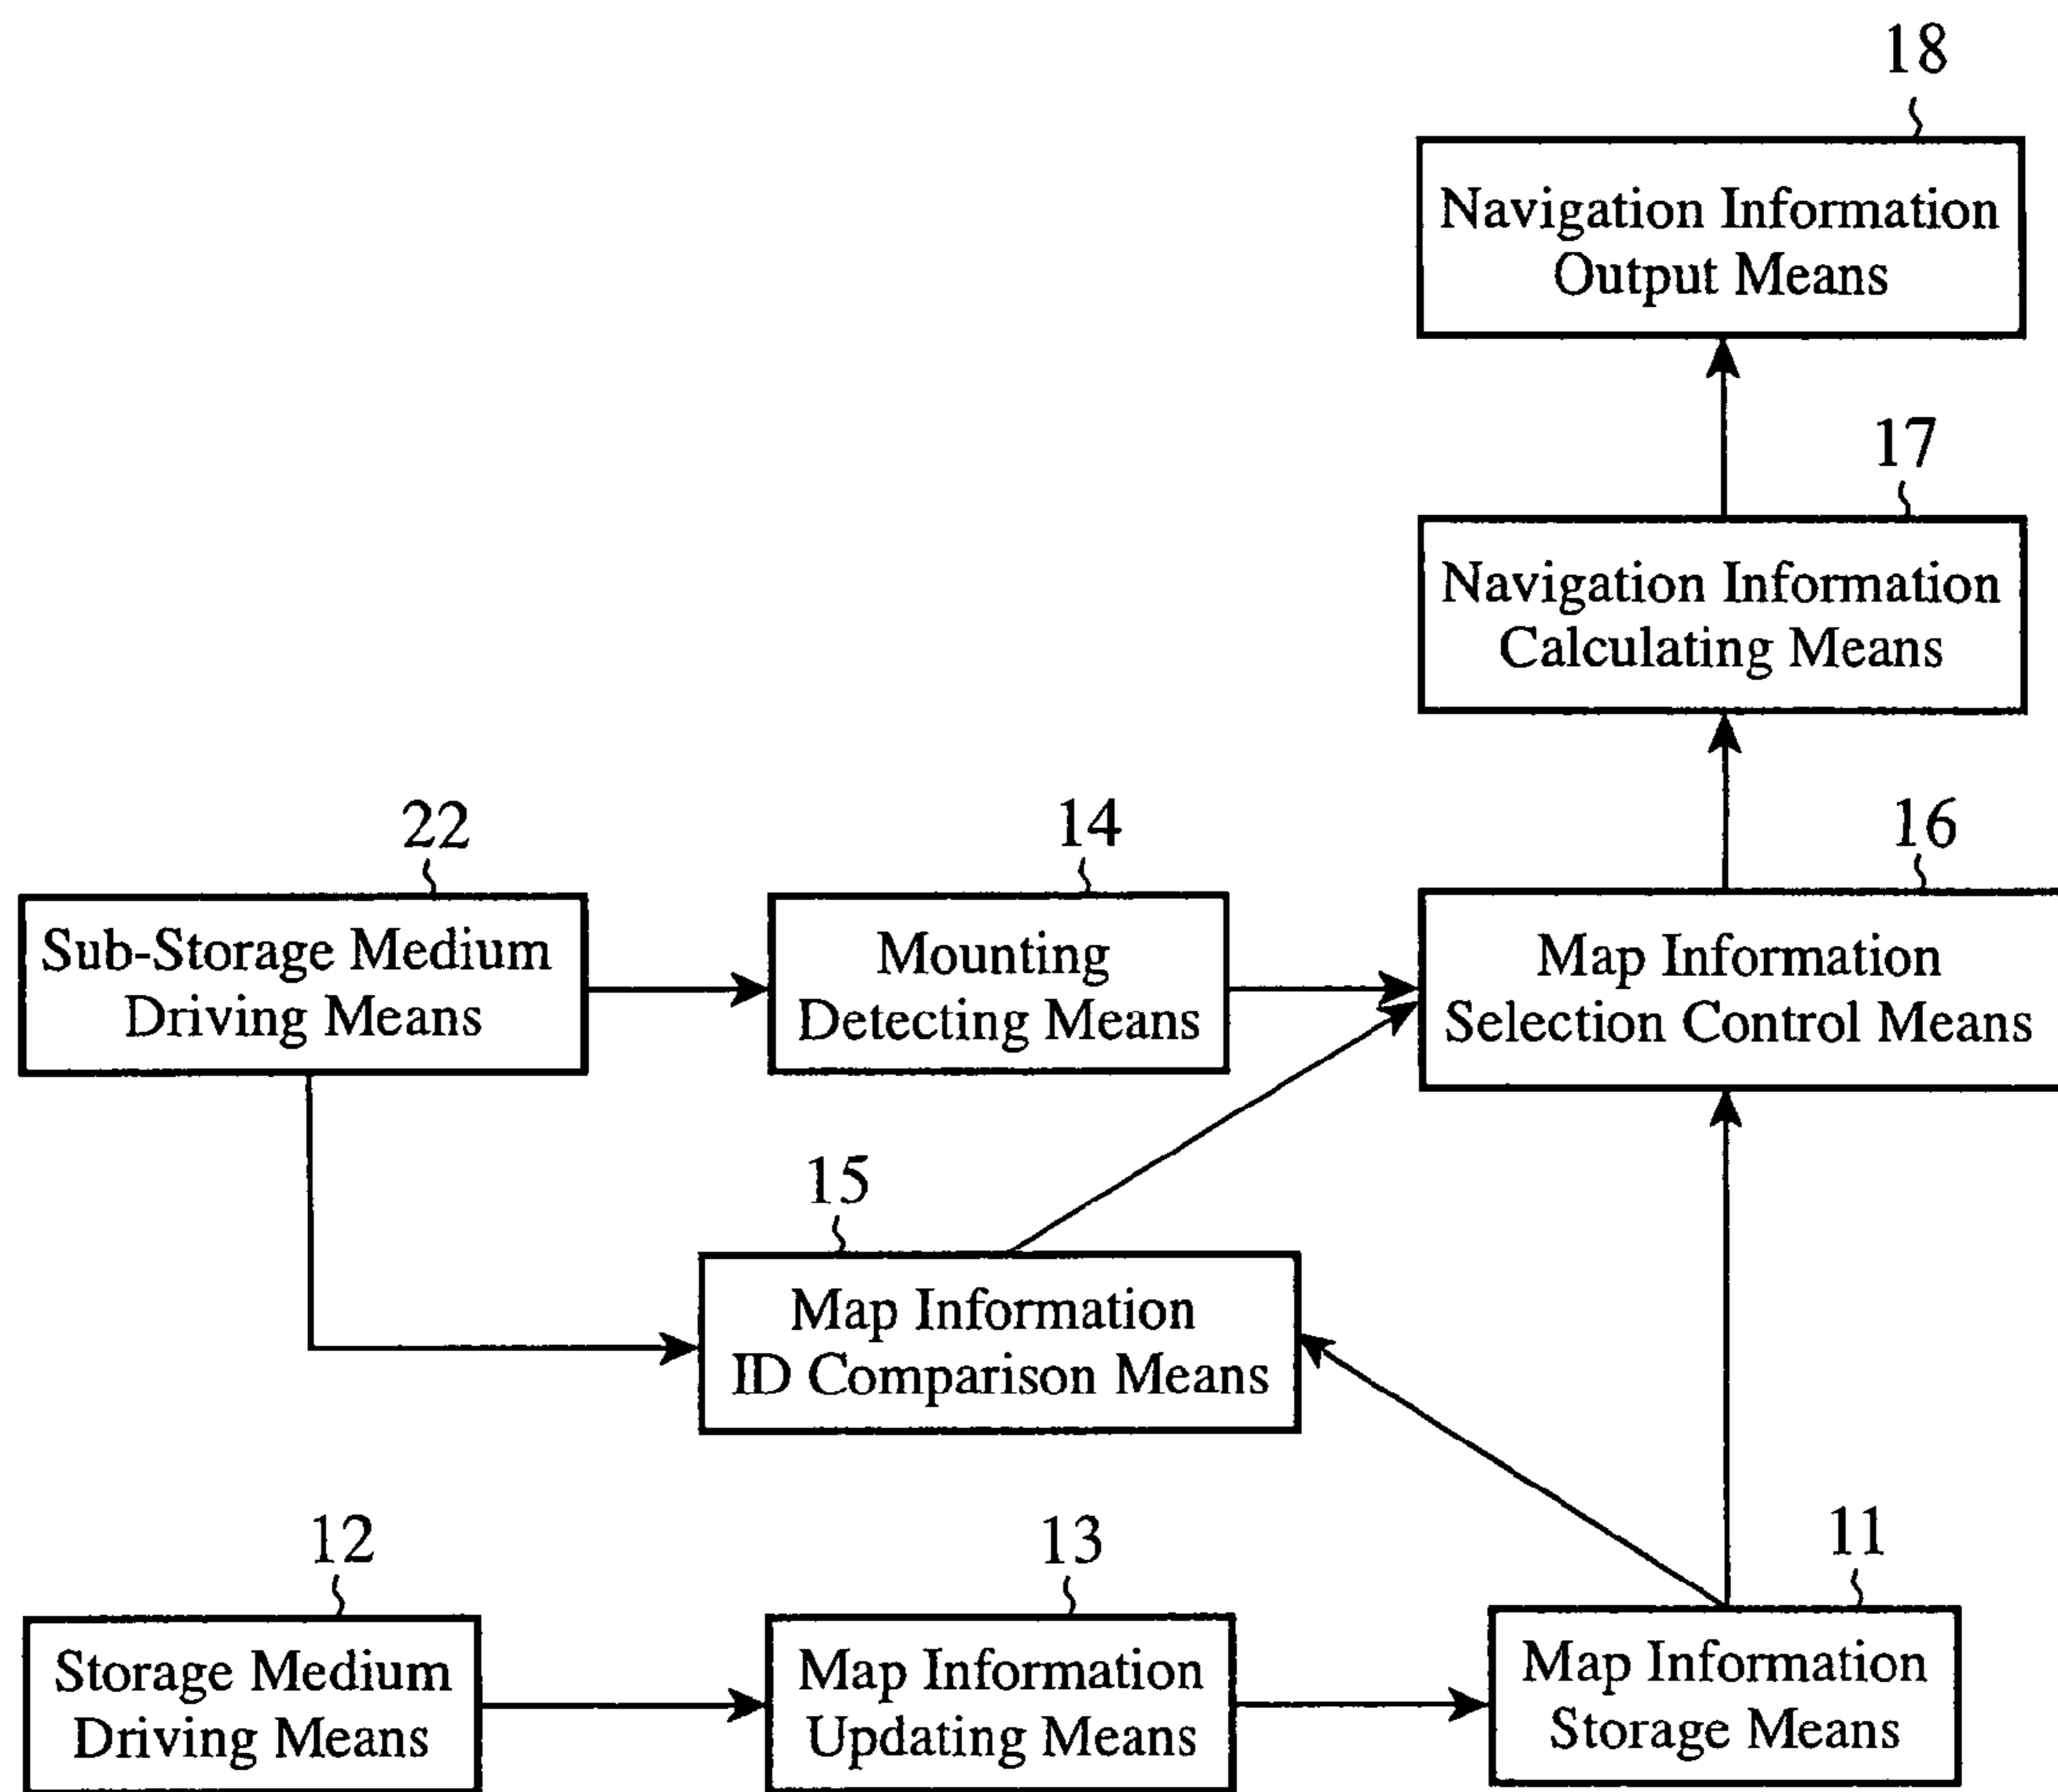 18
Navigation Information
Output Means
17
Navigation Information
Calculating Means
22
Sub-Storage Medium
Driving Means
14
Mounting
Detecting Means
16
Map Information
Selection Control Means
15
Map Information
ID Comparison Means
12
Storage Medium
Driving Means
13
Map Information
Updating Means
11
Map Information
Storage Means